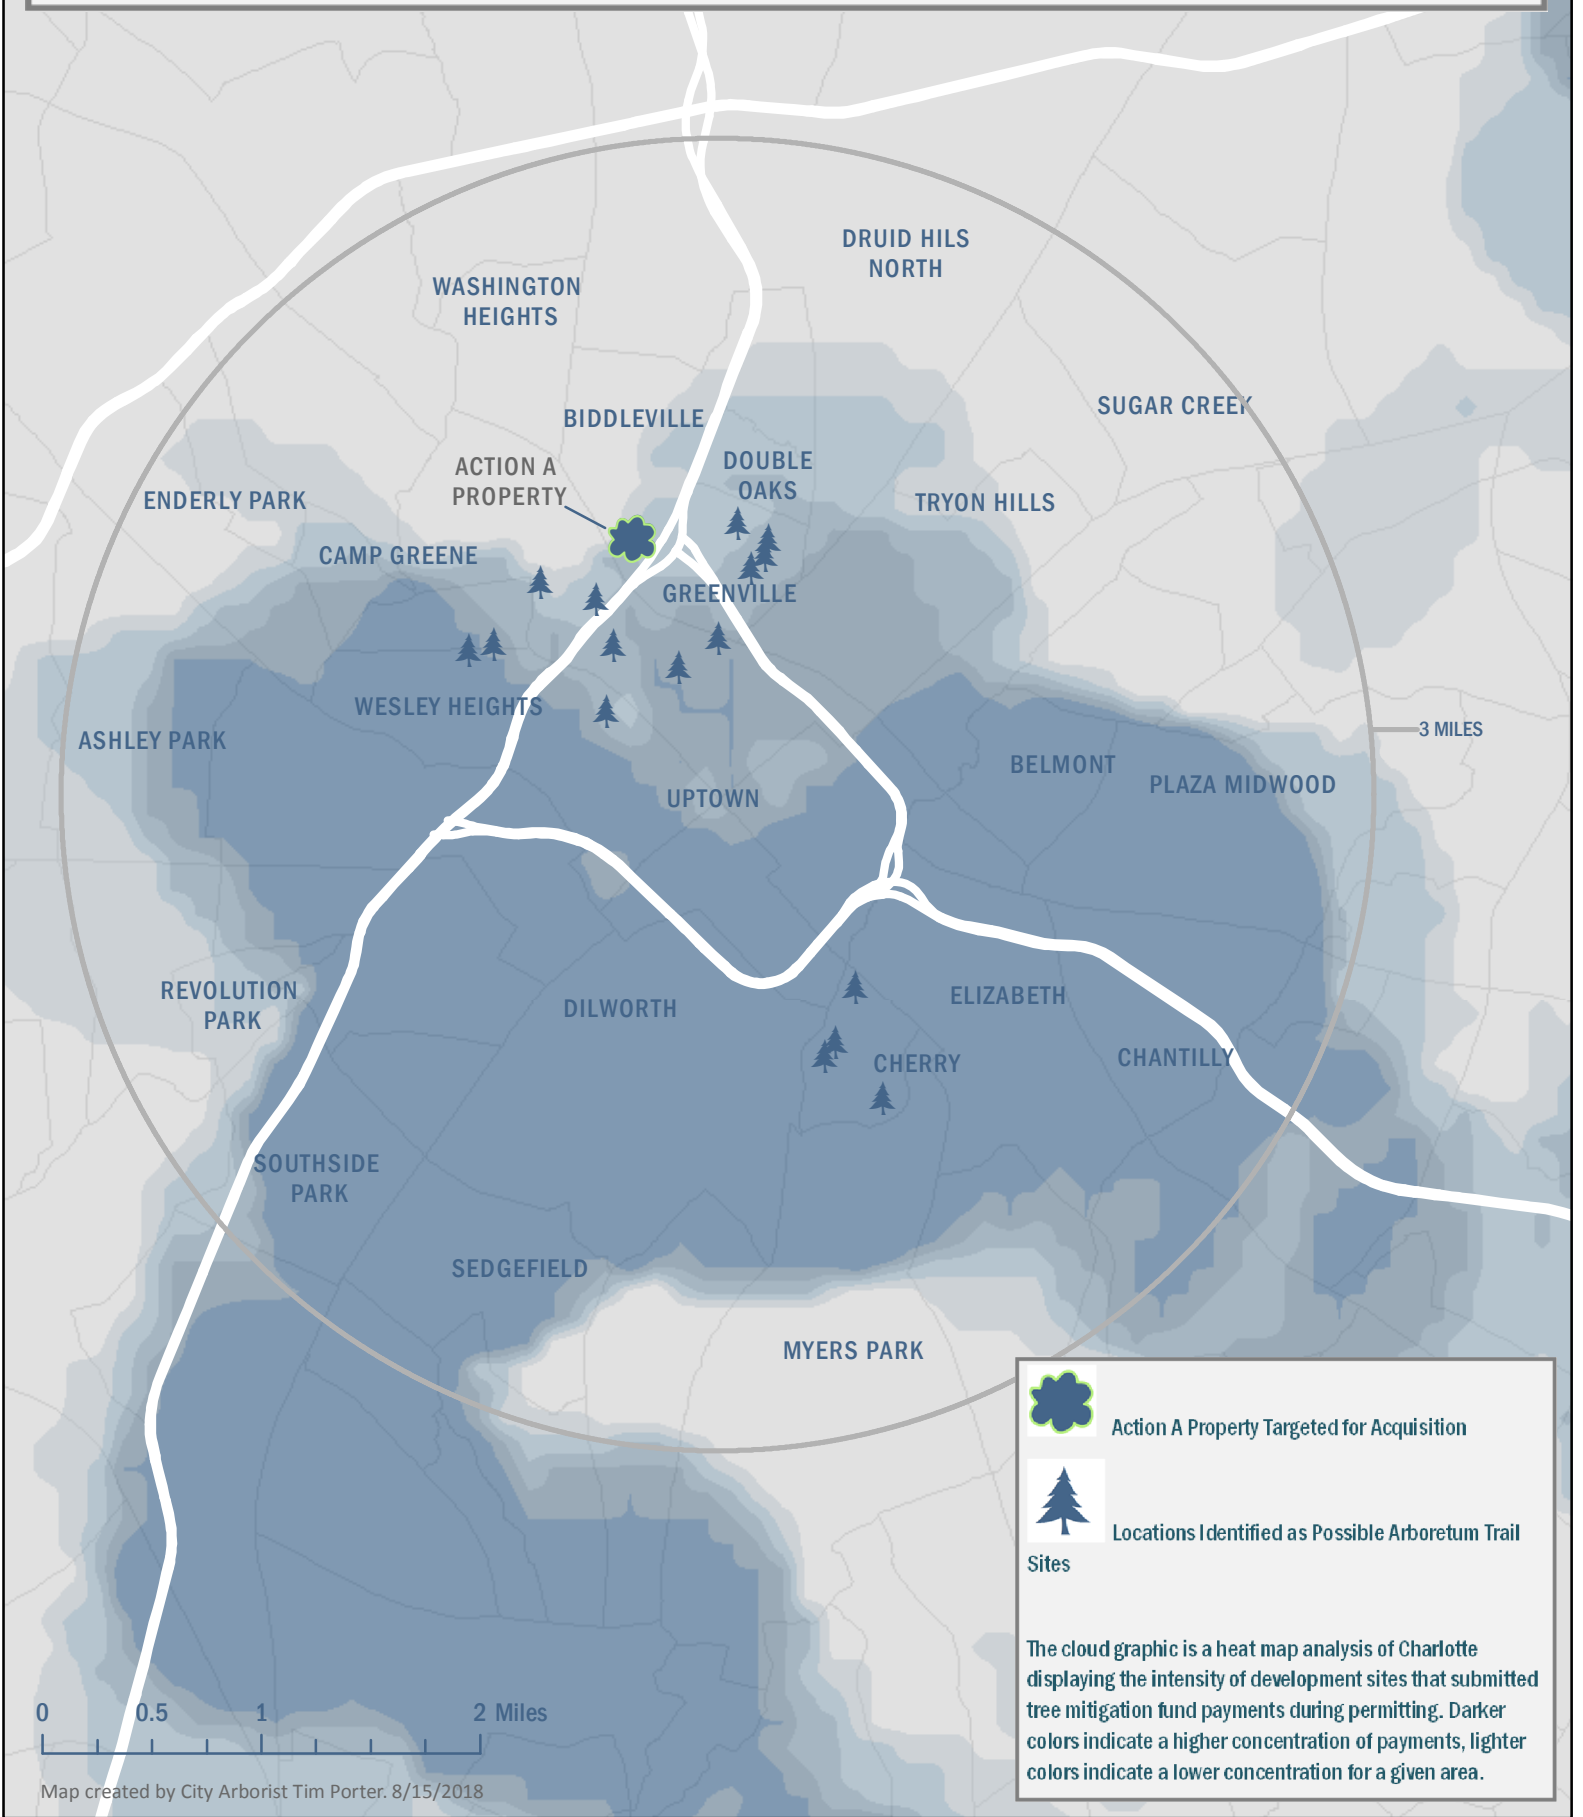 DRUID HILS
NORTH
WASHINGTON
HEIGHTS
SUGAR CREEK
BIDDLEVILLE
ACTION A
PROPERTY
DOUBLE
OAKS
ENDERLY PARK
TRYON HILLS
CAMP GREENE
GREENVILLE
WESLEY HEIGHTS
ASHLEY PARK
3 MILES
BELMONT
PLAZA MIDWOOD
UPTOWN
REVOLUTION
PARK
DILWORTH
ELIZABETH
CHERRY
CHANTILLY
SOUTHSIDE
PARK
SEDGEFIELD
MYERS PARK
Action A Property Targeted for Acquisition
Locations Identified as Possible Arboretum Trail
Sites
The cloud graphic is a heat map analysis of Charlotte
displaying the intensity of development sites that submitted
tree mitigation fund payments during permitting. Darker
colors indicate a higher concentration of payments, lighter
colors indicate a lower concentration for a given area.
0 0.5 1 2 Miles
Map created by City Arborist Tim Porter. 8/15/2018